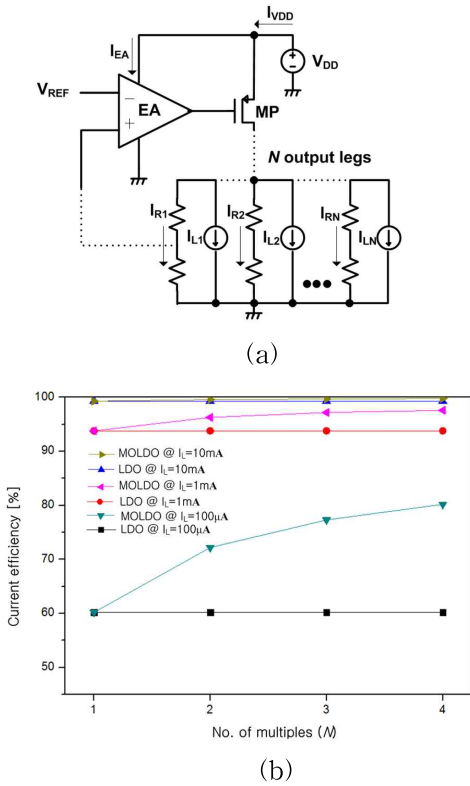 I_VDD
I_EA
V_DD
V_REF
− EA
+
MP
N output legs
I_R1 I_L1 I_R2 I_L2 I_RN I_LN
(a)
100
90
80
70
60
50
Current efficiency [%]
MOLDO @ I_L=10mA
LDO @ I_L=10mA
MOLDO @ I_L=1mA
LDO @ I_L=1mA
MOLDO @ I_L=100μA
LDO @ I_L=100μA
1 2 3 4
No. of multiples (N)
(b)